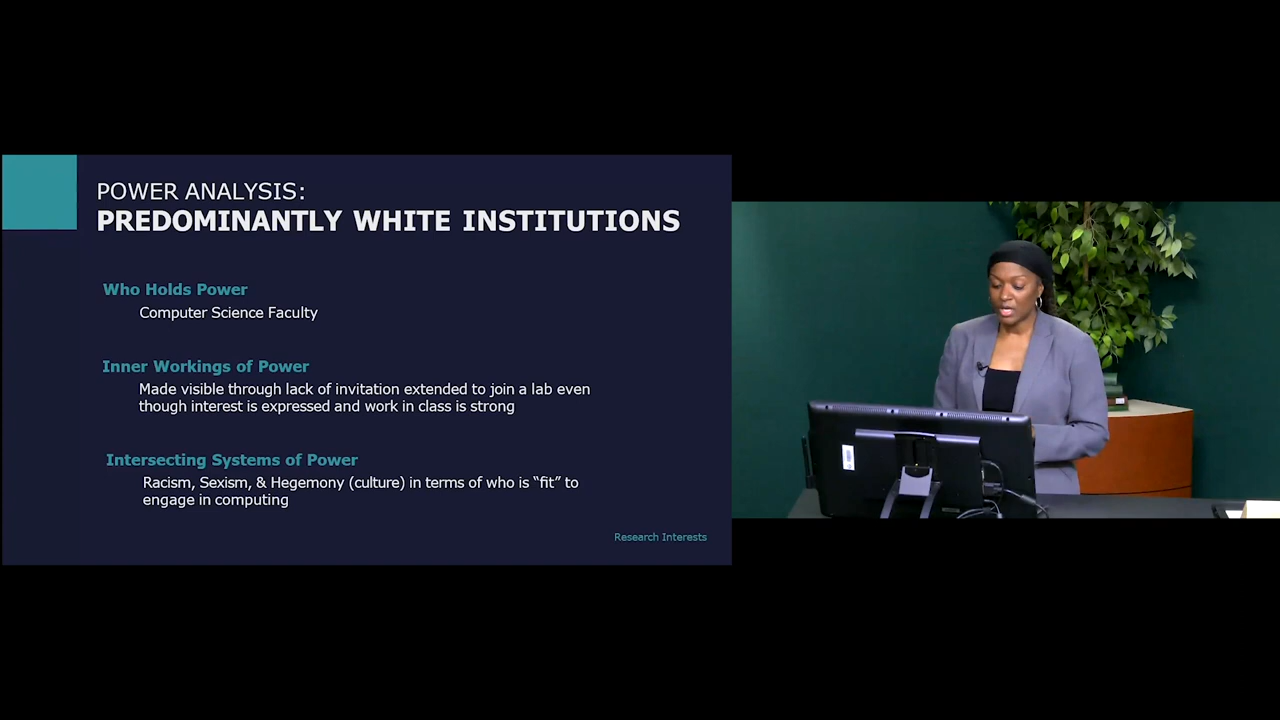 POWER ANALYSIS:
PREDOMINANTLY WHITE INSTITUTIONS
Who Holds Power
Computer Science Faculty
Inner Workings of Power
Made visible through lack of invitation extended to join a lab even
though interest is expressed and work in class is strong
Intersecting Systems of Power
Racism, Sexism, & Hegemony (culture) in terms of who is “fit” to
engage in computing
Research Interests